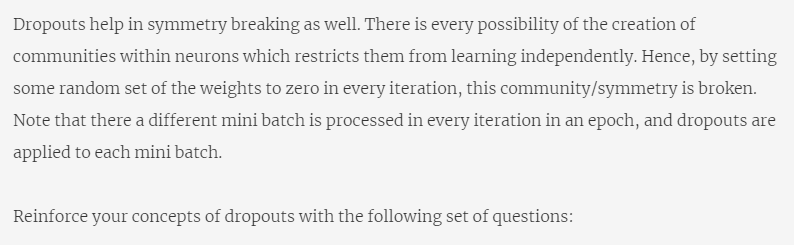 Dropouts help in symmetry breaking as well. There is every possibility of the creation of
communities within neurons which restricts them from learning independently. Hence, by setting
some random set of the weights to zero in every iteration, this community/symmetry is broken.
Note that there a different mini batch is processed in every iteration in an epoch, and dropouts are
applied to each mini batch.
Reinforce your concepts of dropouts with the following set of questions: